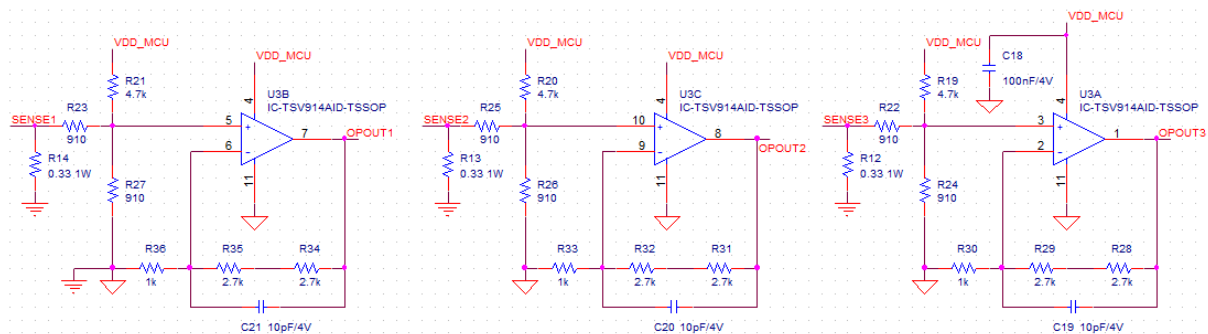 VDD_MCU
R21
4.7k
VDD_MCU
U3B
IC-TSV914AID-TSSOP
SENSE1
R23
910
R14
0.33 1W
R27
910
4
5
+
6
-
7
11
OPOUT1
R36
1k
R35
2.7k
R34
2.7k
C21 10pF/4V
VDD_MCU
R20
4.7k
VDD_MCU
U3C
IC-TSV914AID-TSSOP
SENSE2
R25
910
R13
0.33 1W
R26
910
4
10
+
9
-
8
11
OPOUT2
R33
1k
R32
2.7k
R31
2.7k
C20 10pF/4V
VDD_MCU
C18
100nF/4V
VDD_MCU
R19
4.7k
U3A
IC-TSV914AID-TSSOP
SENSE3
R22
910
R12
0.33 1W
R24
910
4
3
+
2
-
1
11
OPOUT3
R30
1k
R29
2.7k
R28
2.7k
C19 10pF/4V